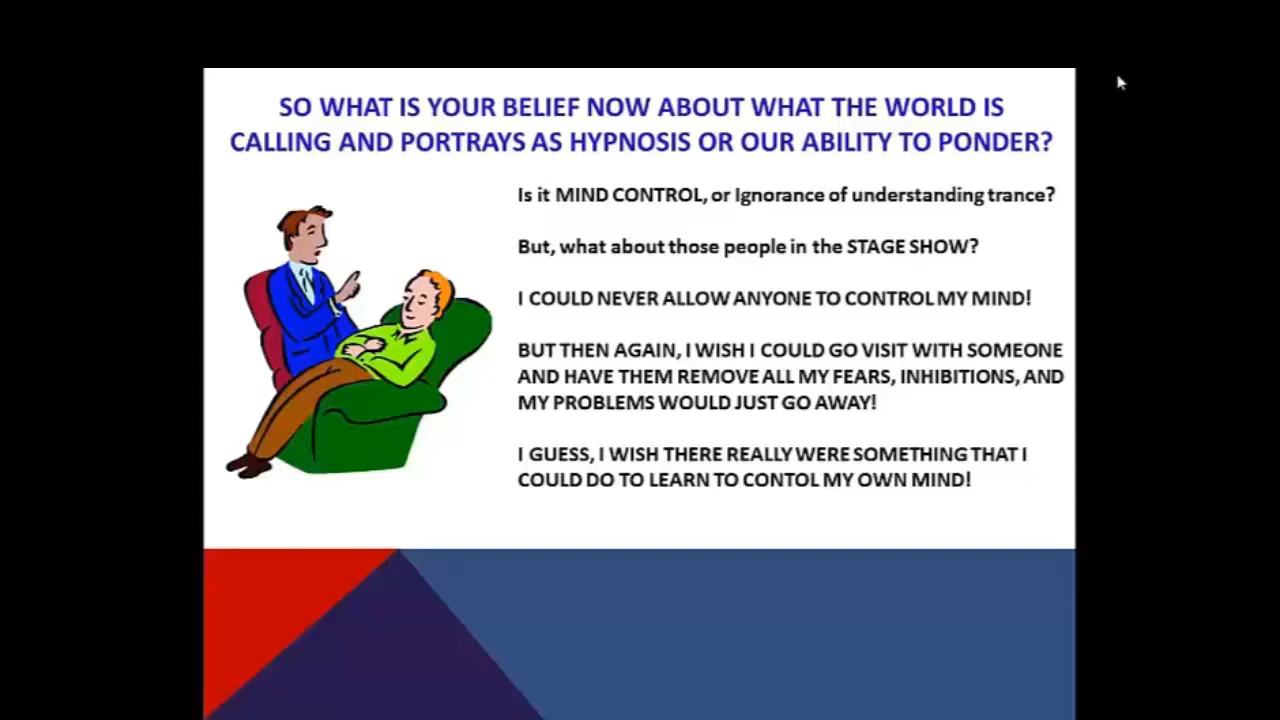 SO WHAT IS YOUR BELIEF NOW ABOUT WHAT THE WORLD IS
CALLING AND PORTRAYS AS HYPNOSIS OR OUR ABILITY TO PONDER?
Is it MIND CONTROL, or Ignorance of understanding trance?
But, what about those people in the STAGE SHOW?
I COULD NEVER ALLOW ANYONE TO CONTROL MY MIND!
BUT THEN AGAIN, I WISH I COULD GO VISIT WITH SOMEONE
AND HAVE THEM REMOVE ALL MY FEARS, INHIBITIONS, AND
MY PROBLEMS WOULD JUST GO AWAY!
I GUESS, I WISH THERE REALLY WERE SOMETHING THAT I
COULD DO TO LEARN TO CONTOL MY OWN MIND!